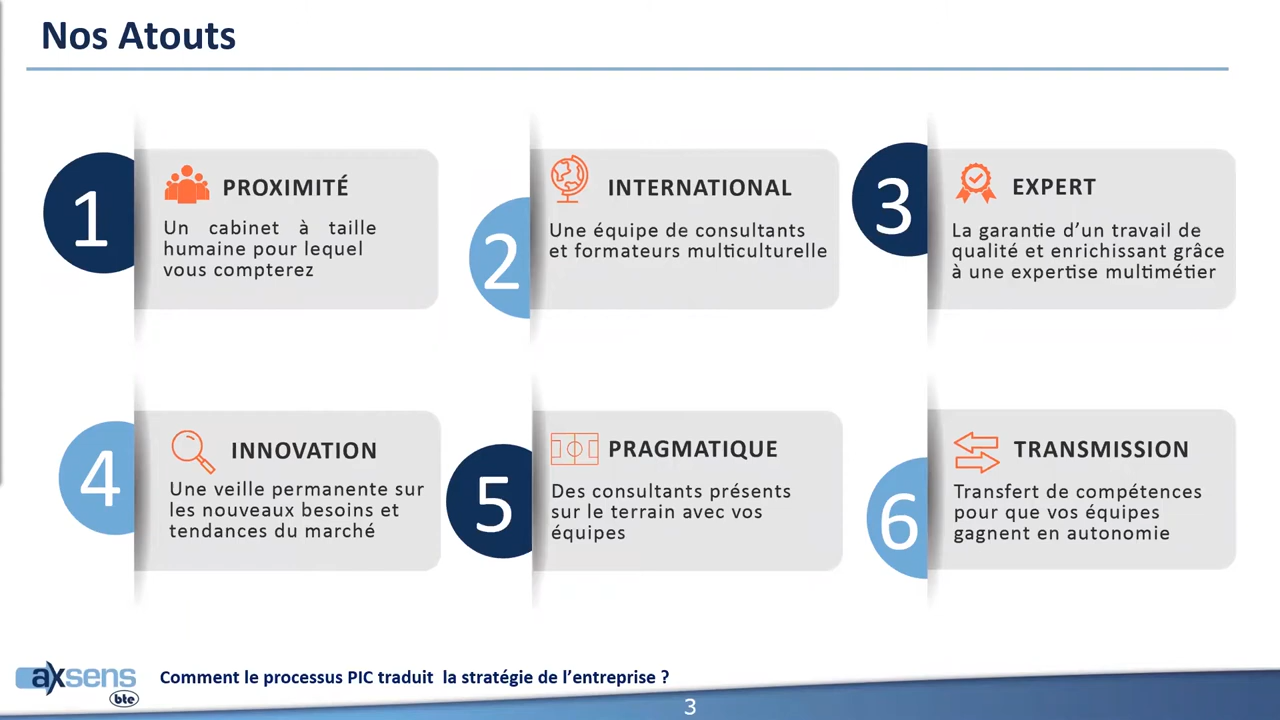 Nos Atouts
1
PROXIMITÉ
Un cabinet à taille
humaine pour lequel
vous compterez
2
INTERNATIONAL
Une équipe de consultants
et formateurs multiculturelle
3
EXPERT
La garantie d’un travail de
qualité et enrichissant grâce
à une expertise multimétier
4
INNOVATION
Une veille permanente sur
les nouveaux besoins et
tendances du marché
5
PRAGMATIQUE
Des consultants présents
sur le terrain avec vos
équipes
6
TRANSMISSION
Transfert de compétences
pour que vos équipes
gagnent en autonomie
axsens
bte
Comment le processus PIC traduit la stratégie de l’entreprise ?
3